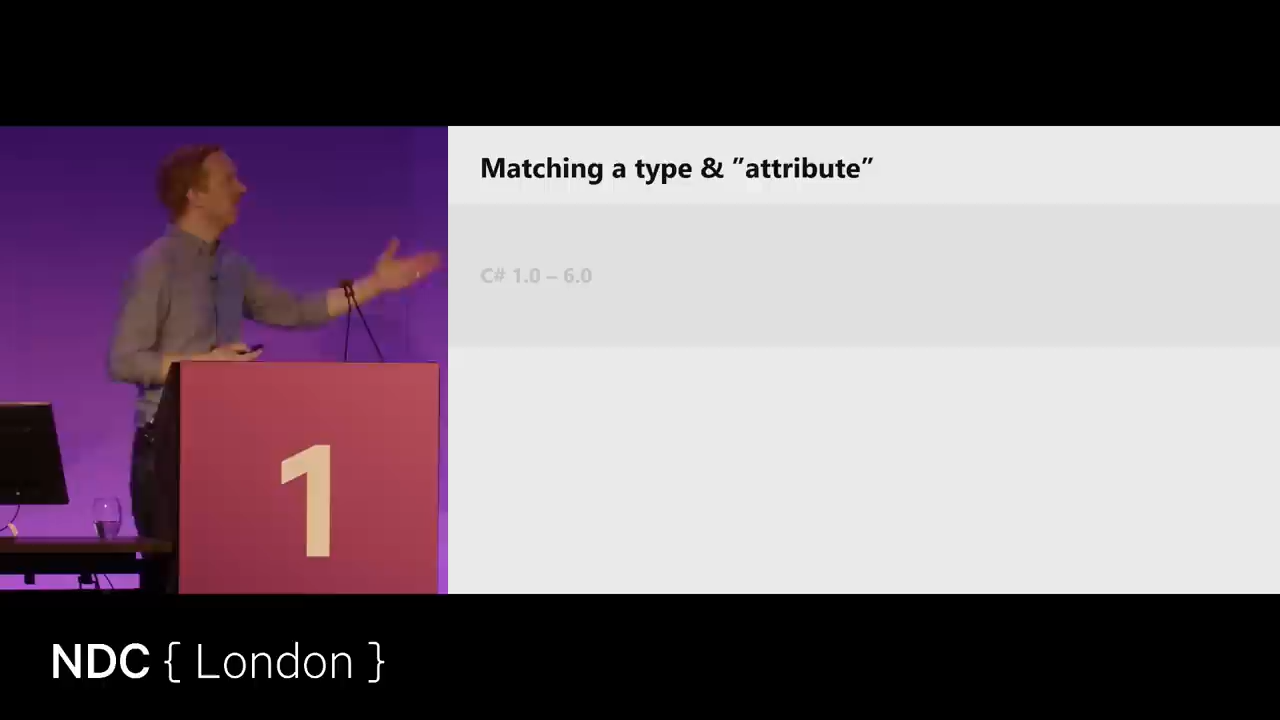 Matching a type & ”attribute”
C# 1.0 – 6.0
1
NDC { London }